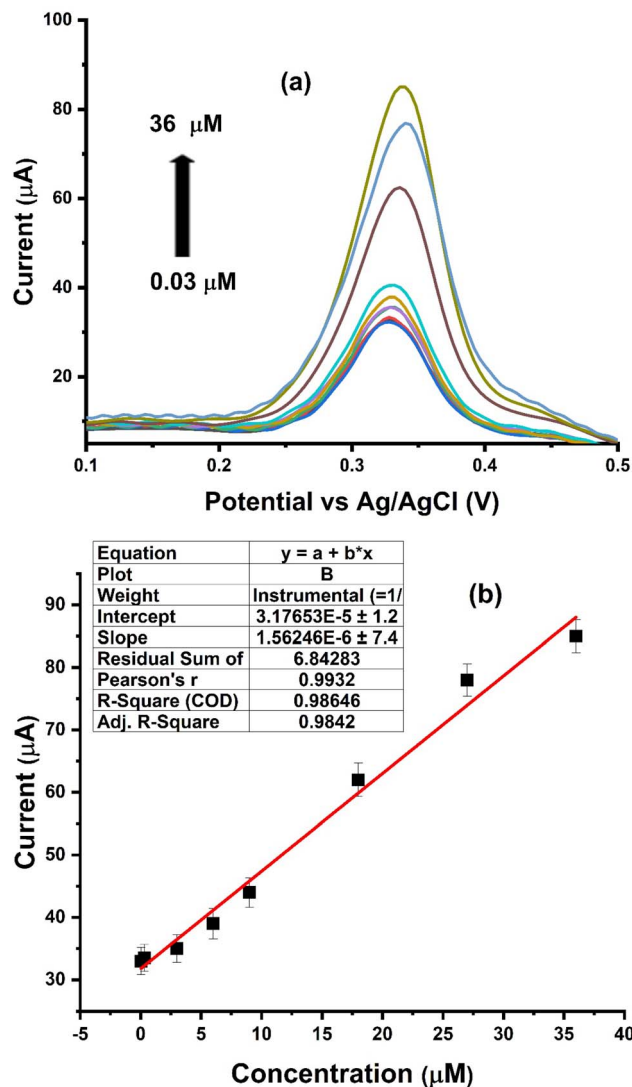 (a)
100
80
60
40
20
Current (μA)
36 μM
0.03 μM
0.1 0.2 0.3 0.4 0.5
Potential vs Ag/AgCl (V)
(b)
Equation y = a + b*x
Plot B
Weight Instrumental (=1/
Intercept 3.17653E-5 ± 1.2
Slope 1.56246E-6 ± 7.4
Residual Sum of 6.84283
Pearson's r 0.9932
R-Square (COD) 0.98646
Adj. R-Square 0.9842
90
80
70
60
50
40
30
Current (μA)
-5 0 5 10 15 20 25 30 35 40
Concentration (μM)